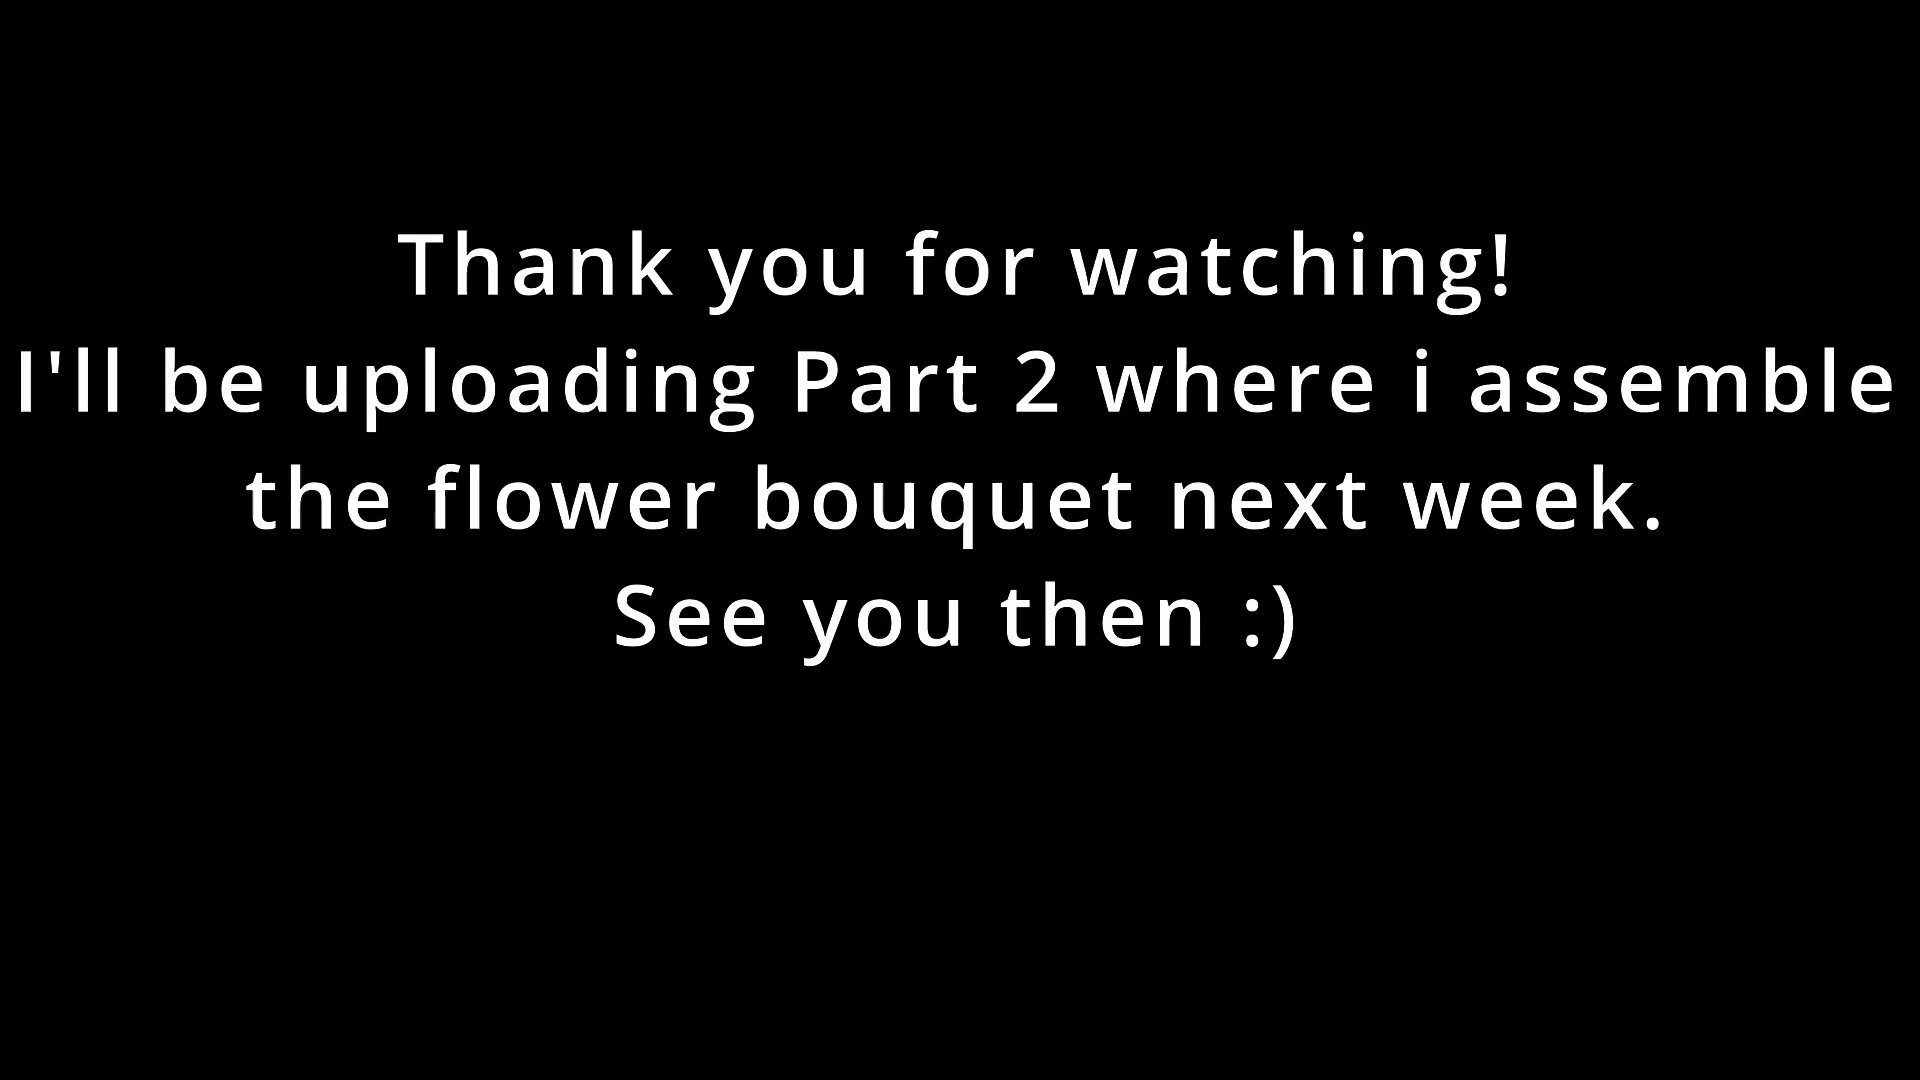 Thank you for watching!
I'll be uploading Part 2 where i assemble
the flower bouquet next week.
See you then :)